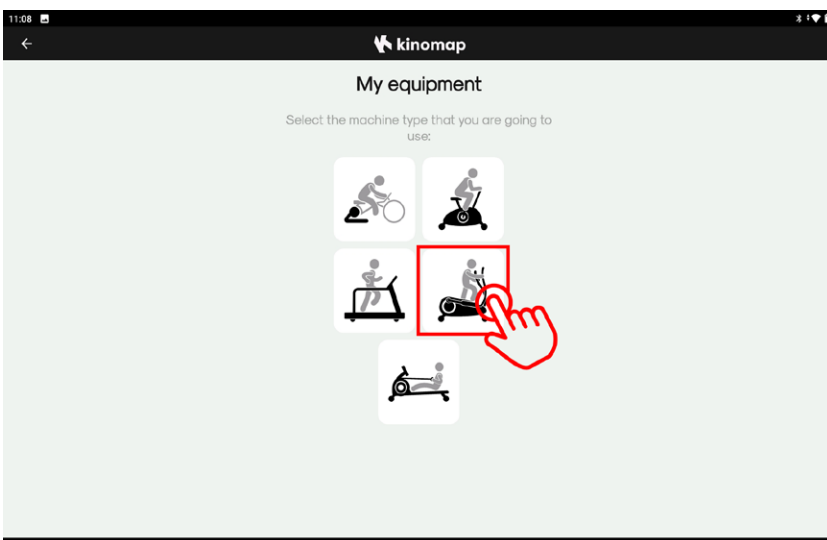 11:08
kinomap
My equipment
Select the machine type that you are going to
use: